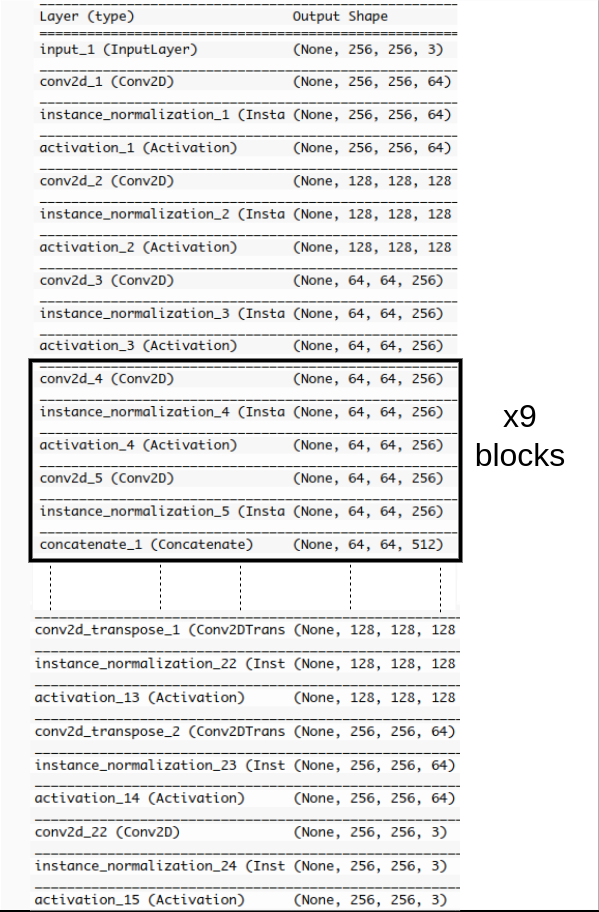 Layer (type) Output Shape
input_1 (InputLayer) (None, 256, 256, 3)
conv2d_1 (Conv2D) (None, 256, 256, 64)
instance_normalization_1 (Insta (None, 256, 256, 64)
activation_1 (Activation) (None, 256, 256, 64)
conv2d_2 (Conv2D) (None, 128, 128, 128
instance_normalization_2 (Insta (None, 128, 128, 128
activation_2 (Activation) (None, 128, 128, 128
conv2d_3 (Conv2D) (None, 64, 64, 256)
instance_normalization_3 (Insta (None, 64, 64, 256)
activation_3 (Activation) (None, 64, 64, 256)
conv2d_4 (Conv2D) (None, 64, 64, 256)
instance_normalization_4 (Insta (None, 64, 64, 256)
activation_4 (Activation) (None, 64, 64, 256)
conv2d_5 (Conv2D) (None, 64, 64, 256)
instance_normalization_5 (Insta (None, 64, 64, 256)
concatenate_1 (Concatenate) (None, 64, 64, 512)
x9
blocks
conv2d_transpose_1 (Conv2DTrans (None, 128, 128, 128
instance_normalization_22 (Inst (None, 128, 128, 128
activation_13 (Activation) (None, 128, 128, 128
conv2d_transpose_2 (Conv2DTrans (None, 256, 256, 64)
instance_normalization_23 (Inst (None, 256, 256, 64)
activation_14 (Activation) (None, 256, 256, 64)
conv2d_22 (Conv2D) (None, 256, 256, 3)
instance_normalization_24 (Inst (None, 256, 256, 3)
activation_15 (Activation) (None, 256, 256, 3)